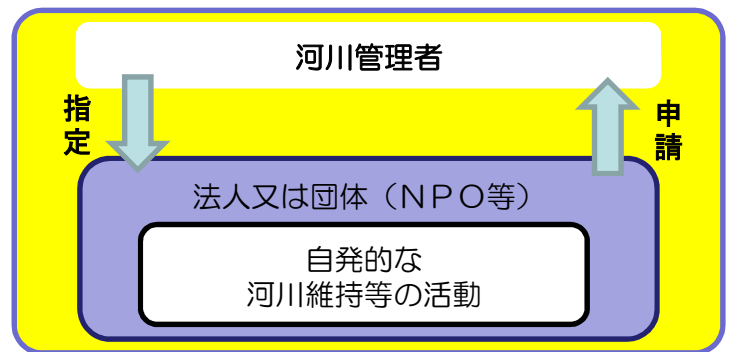 河川管理者
指定
申請
法人又は団体（ＮＰＯ等）
自発的な
河川維持等の活動